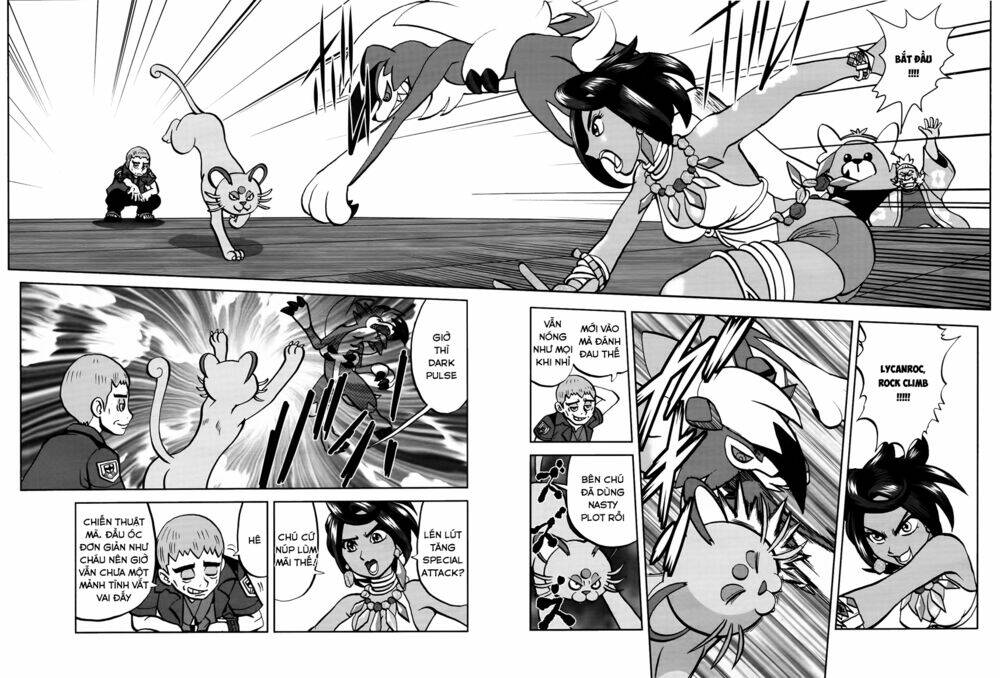 BẮT ĐẦU
!!!!
LYCANROC,
ROCK CLIMB
!!!!!
MỚI VÀO
MÀ ĐÁNH
ĐAU THẾ
VẪN
NÓNG
NHƯ MỌI
KHI NHỈ
BÊN CHÚ
ĐÃ DÙNG
NASTY
PLOT RỒI
GIỜ
THÌ
DARK
PULSE
LÉN LÚT
TĂNG
SPECIAL
ATTACK?
CHÚ CỨ
NÚP LÙM
MÃI THẾ!
HÊ
CHIẾN THUẬT
MÀ. ĐẦU ÓC
ĐƠN GIẢN NHƯ
CHÁU NÊN GIỜ
VẪN CHƯA MỘT
MẢNH TÌNH VẮT
VAI ĐẤY